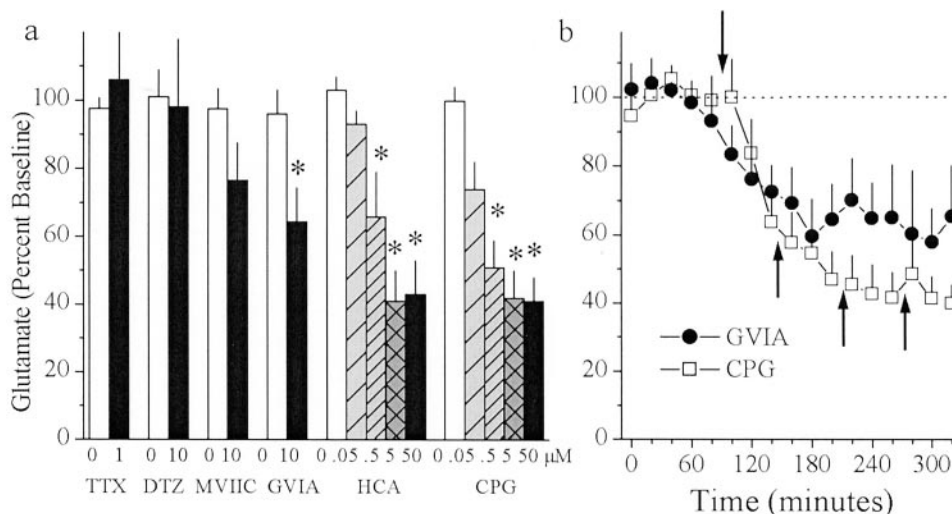 a
b
Glutamate (Percent Baseline)
100
80
60
40
20
0
* * * * * *
*
0 1 0 10 0 10 0 10 0 .05 .5 5 50 0 .05 .5 5 50 μM
TTX DTZ MVIIC GVIA HCA CPG
100
80
60
40
20
0
GVIA
CPG
0 60 120 180 240 300
Time (minutes)